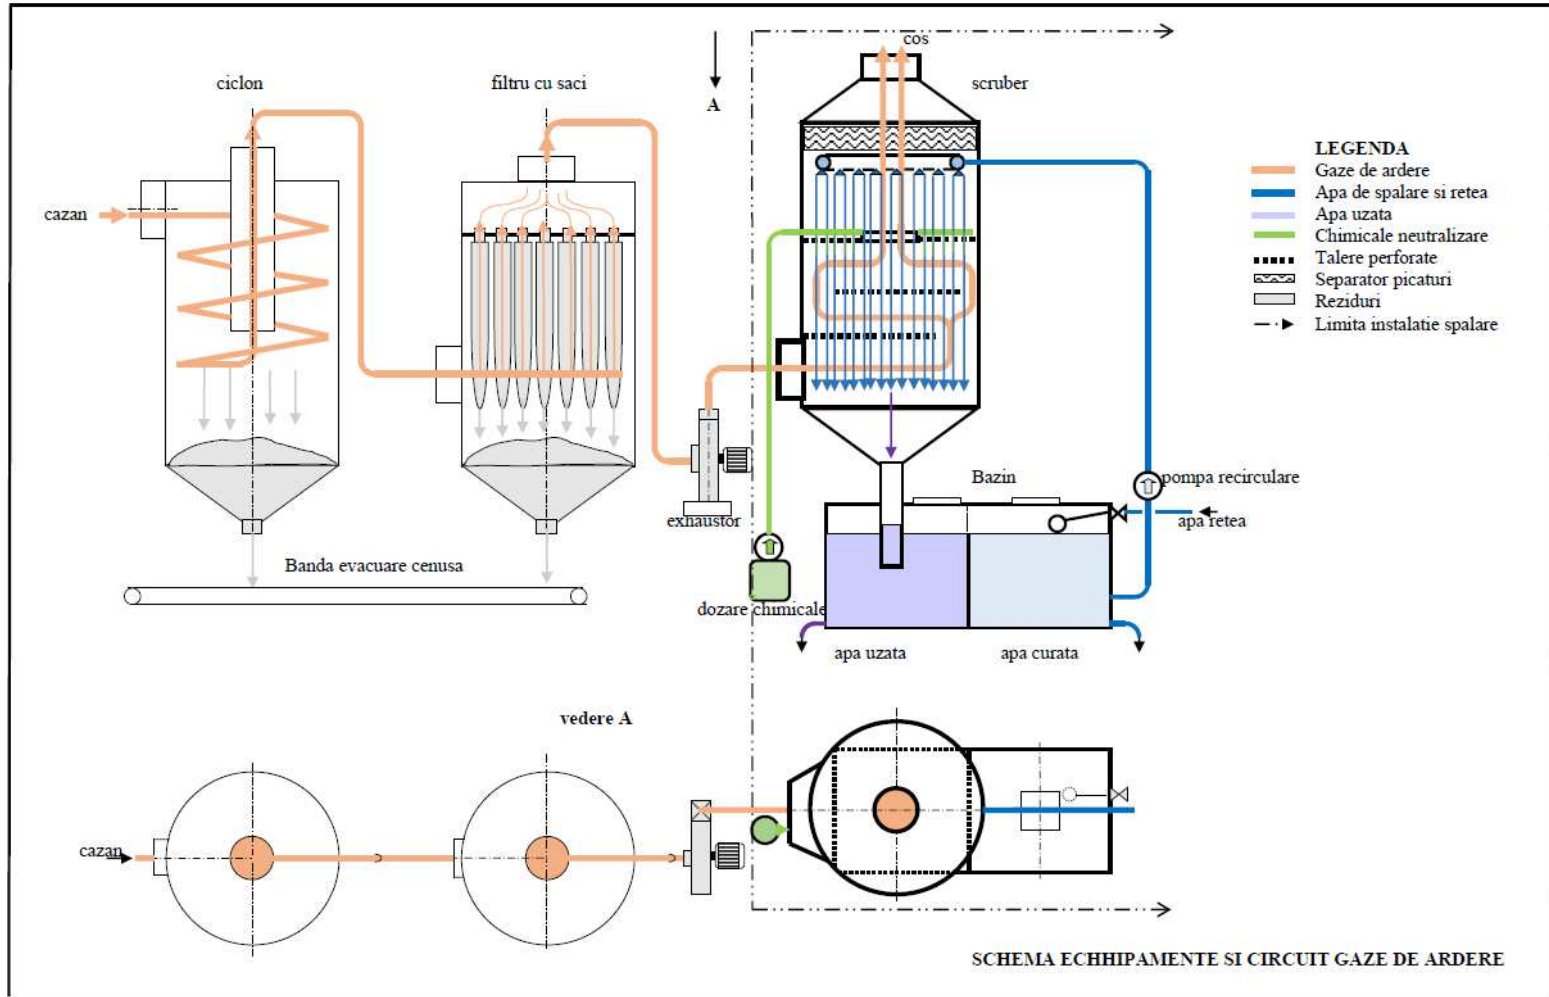 cos
ciclon
filtru cu saci
scruber
A
LEGENDA
Gaze de ardere
Apa de spalare si retea
Apa uzata
Chimicale neutralizare
Talere perforate
Separator picaturi
Reziduri
Limita instalatie spalare
cazan
Bazin
pompa recirculare
exhaustor
apa retea
Banda evacuare cenusa
dozare chimicale
apa uzata
apa curata
vedere A
cazan
SCHEMA ECHHIPAMENTE SI CIRCUIT GAZE DE ARDERE